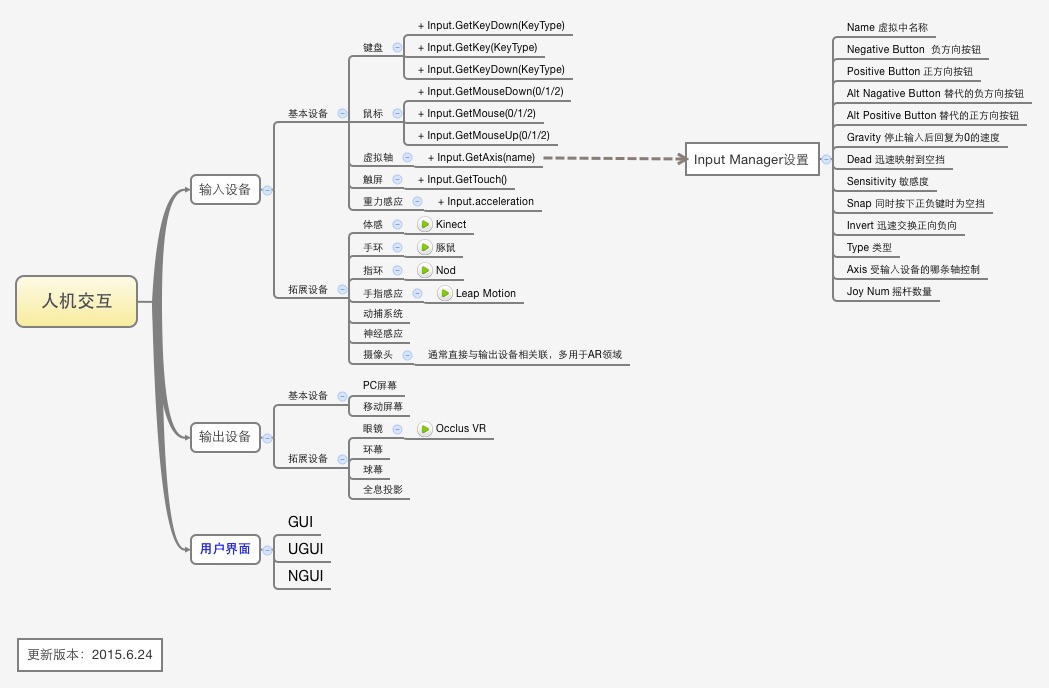 人机交互
输入设备
基本设备
键盘
+ Input.GetKeyDown(KeyType)
+ Input.GetKey(KeyType)
+ Input.GetKeyDown(KeyType)
鼠标
+ Input.GetMouseDown(0/1/2)
+ Input.GetMouse(0/1/2)
+ Input.GetMouseUp(0/1/2)
虚拟轴
+ Input.GetAxis(name)
Input Manager设置
Name 虚拟中名称
Negative Button 负方向按钮
Positive Button 正方向按钮
Alt Nagative Button 替代的负方向按钮
Alt Positive Button 替代的正方向按钮
Gravity 停止输入后回复为0的速度
Dead 迅速映射到空挡
Sensitivity 敏感度
Snap 同时按下正负键时为空挡
Invert 迅速交换正向负向
Type 类型
Axis 受输入设备的哪条轴控制
Joy Num 摇杆数量
触屏
+ Input.GetTouch()
重力感应
+ Input.acceleration
拓展设备
体感
Kinect
手环
豚鼠
指环
Nod
手指感应
Leap Motion
动捕系统
神经感应
摄像头
通常直接与输出设备相关联，多用于AR领域
输出设备
基本设备
PC屏幕
移动屏幕
拓展设备
眼镜
Occlus VR
环幕
球幕
全息投影
用户界面
GUI
UGUI
NGUI
更新版本：2015.6.24